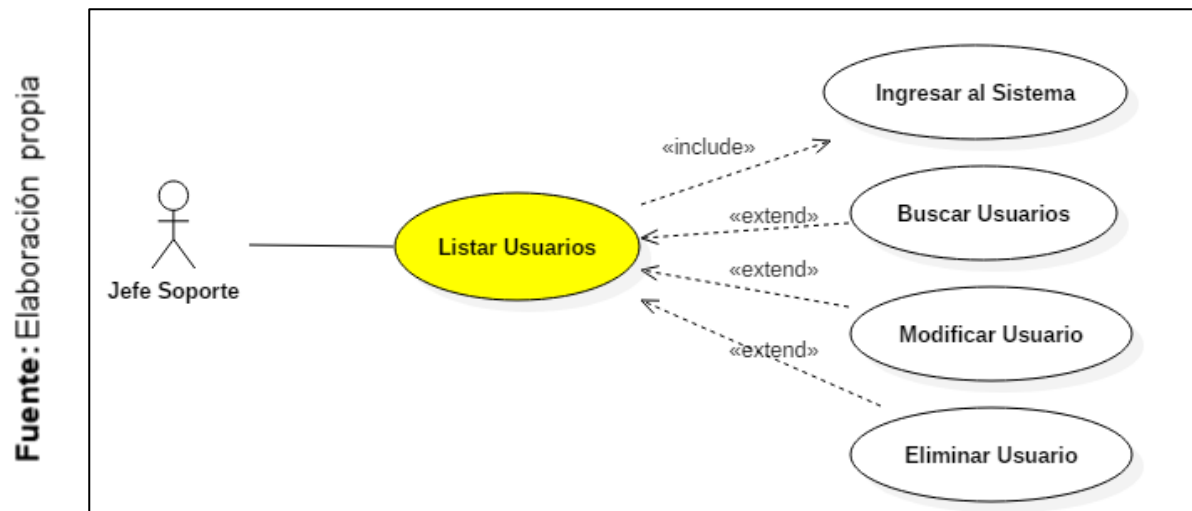 Fuente: Elaboración propia
Ingresar al Sistema
«include»
Buscar Usuarios
«extend»
Listar Usuarios
«extend»
Jefe Soporte
Modificar Usuario
«extend»
Eliminar Usuario